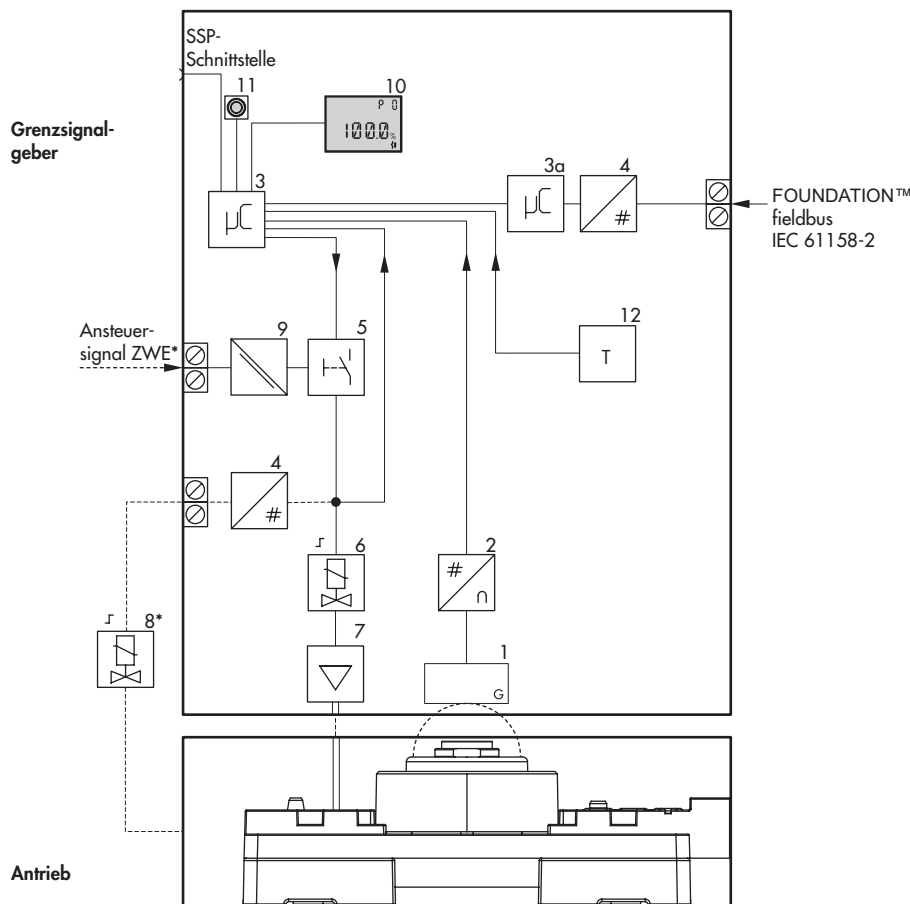 SSP-
Schnittstelle
11
10
P 0
100.0%
Grenzsignal-
geber
3
µC
3a
µC
4
#
FOUNDATION™
fieldbus
IEC 61158-2
Ansteuer-
signal ZWE*
9
5
12
T
4
#
6
2
#
∩
8*
7
1
G
Antrieb